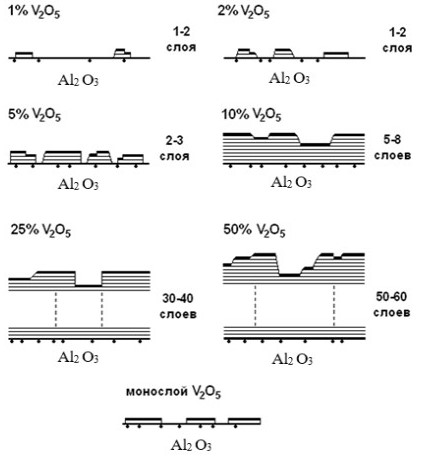 1% V₂O₅
1-2
слоя
Al₂ O₃
2% V₂O₅
1-2
слоя
Al₂ O₃
5% V₂O₅
2-3
слоя
Al₂ O₃
10% V₂O₅
5-8
слоев
Al₂ O₃
25% V₂O₅
30-40
слоев
Al₂ O₃
50% V₂O₅
50-60
слоев
Al₂ O₃
монослой V₂O₅
Al₂ O₃